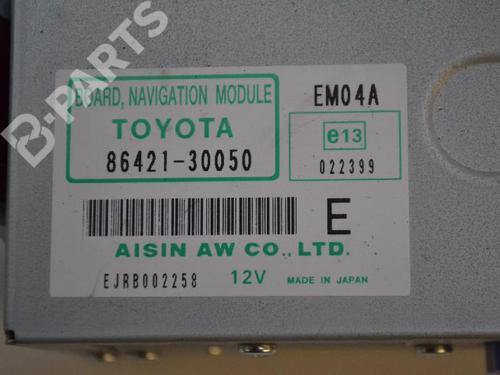 BOARD, NAVIGATION MODULE
TOYOTA
86421-30050
EM04A
e13
022399
E
AISIN AW CO., LTD.
EJRB002258
12V
MADE IN JAPAN
B-PARTS
B-PARTS